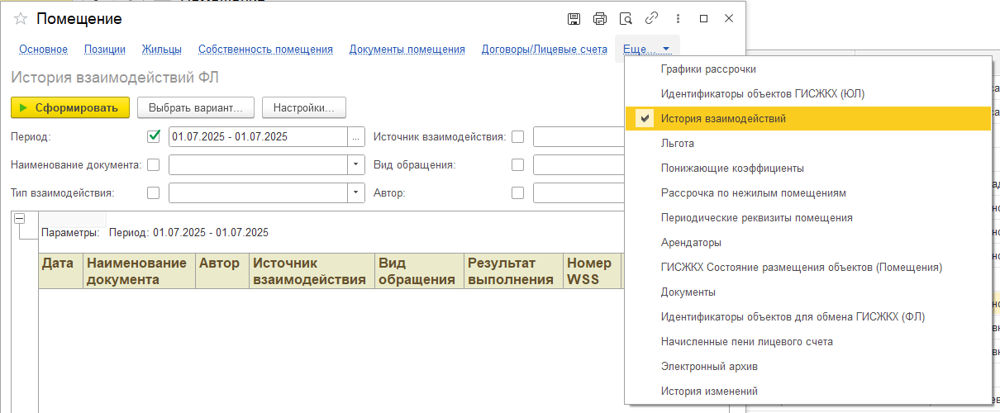 Помещение
Основное Позиции Жильцы Собственность помещения Документы помещения Договоры/Лицевые счета Еще...
История взаимодействий ФЛ
Сформировать Выбрать вариант... Настройки...
Период: 01.07.2025 - 01.07.2025 ... Источник взаимодействия:
Наименование документа: Вид обращения:
Тип взаимодействия: Автор:
Параметры: Период: 01.07.2025 - 01.07.2025
Дата Наименование документа Автор Источник взаимодействия Вид обращения Результат выполнения Номер WSS
Графики рассрочки
Идентификаторы объектов ГИСЖКХ (ЮЛ)
История взаимодействий
Льгота
Понижающие коэффициенты
Рассрочка по нежилым помещениям
Периодические реквизиты помещения
Арендаторы
ГИСЖКХ Состояние размещения объектов (Помещения)
Документы
Идентификаторы объектов для обмена ГИСЖКХ (ФЛ)
Начисленные пени лицевого счета
Электронный архив
История изменений